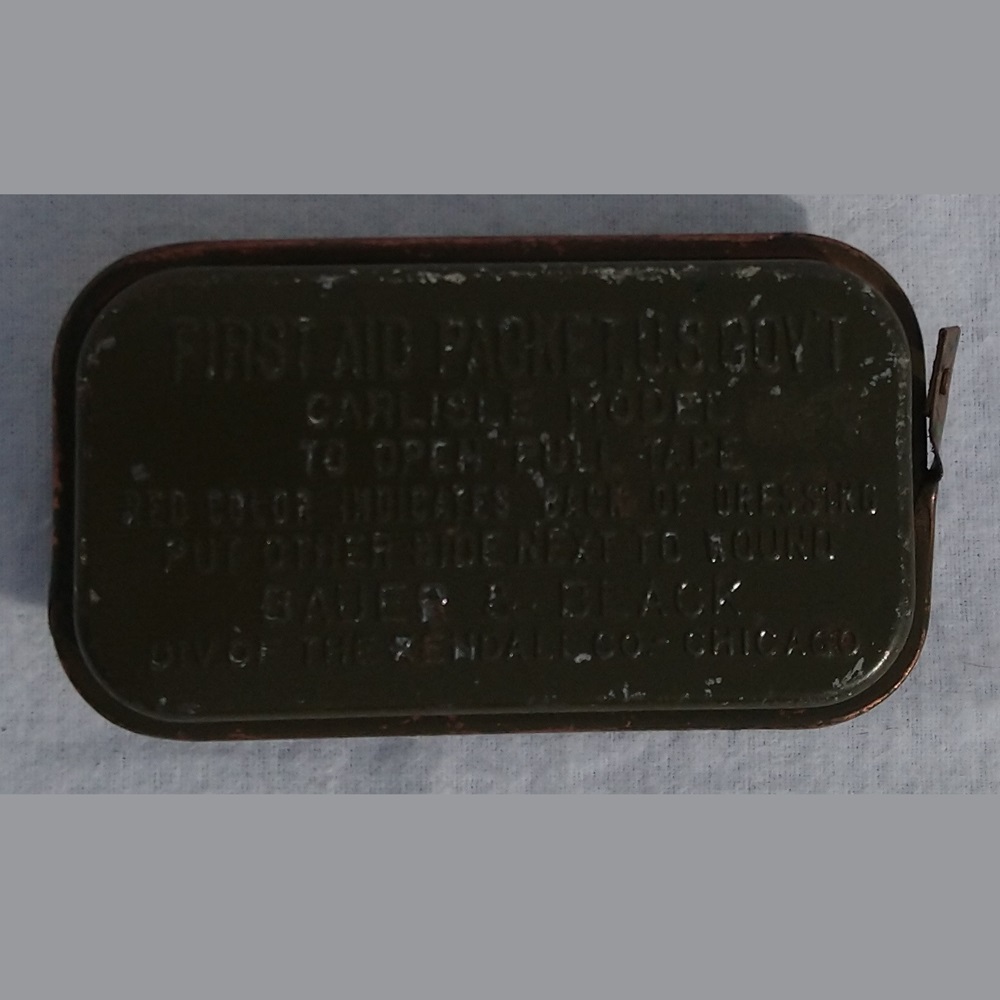 FIRST AID PACKET, U.S. GOV'T
CARLISLE MODEL
TO OPEN PULL TAPE
RED COLOR INDICATES BACK OF DRESSING
PUT OTHER SIDE NEXT TO WOUND
BAUER & BLACK
DIV OF THE KENDALL CO - CHICAGO